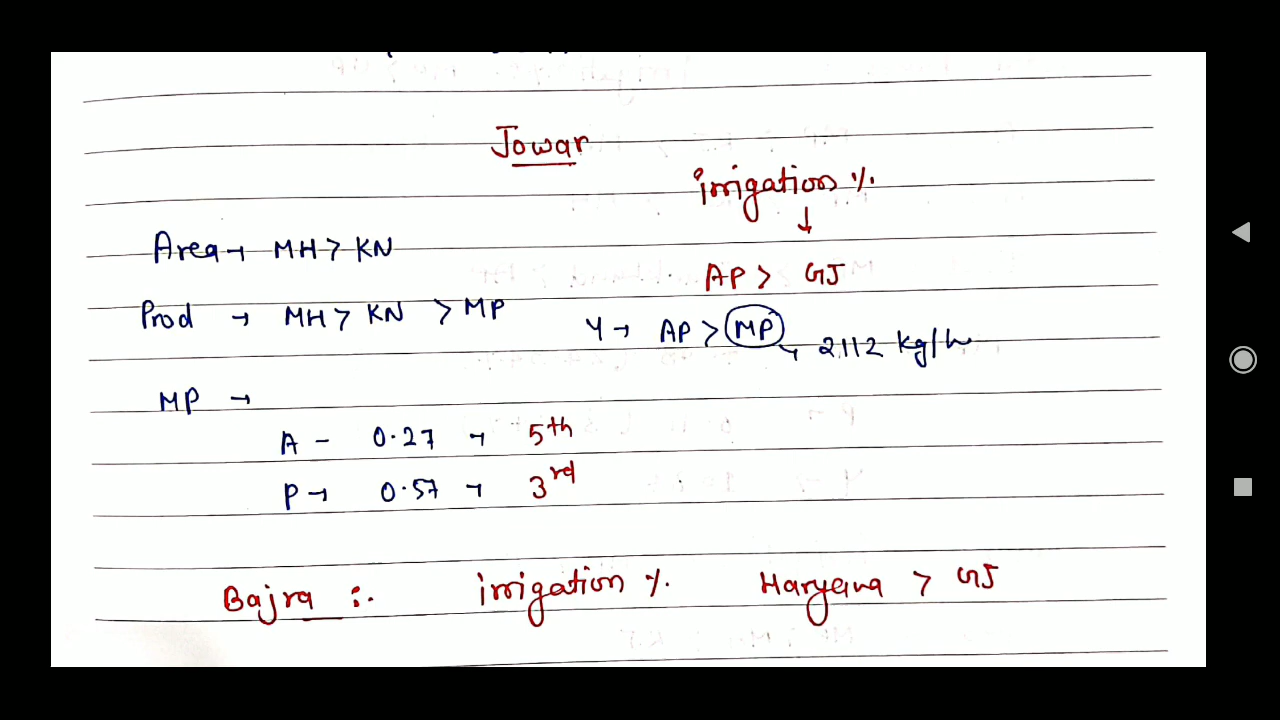 Jowar
irrigation %.
↓
Area → MH > KN
AP > GJ
Prod → MH > KN > MP
Y → AP > MP → 2112 kg/h
MP →
A - 0.27 → 5th
P → 0.57 → 3rd
Bajra :. irrigation %. Haryana > GJ